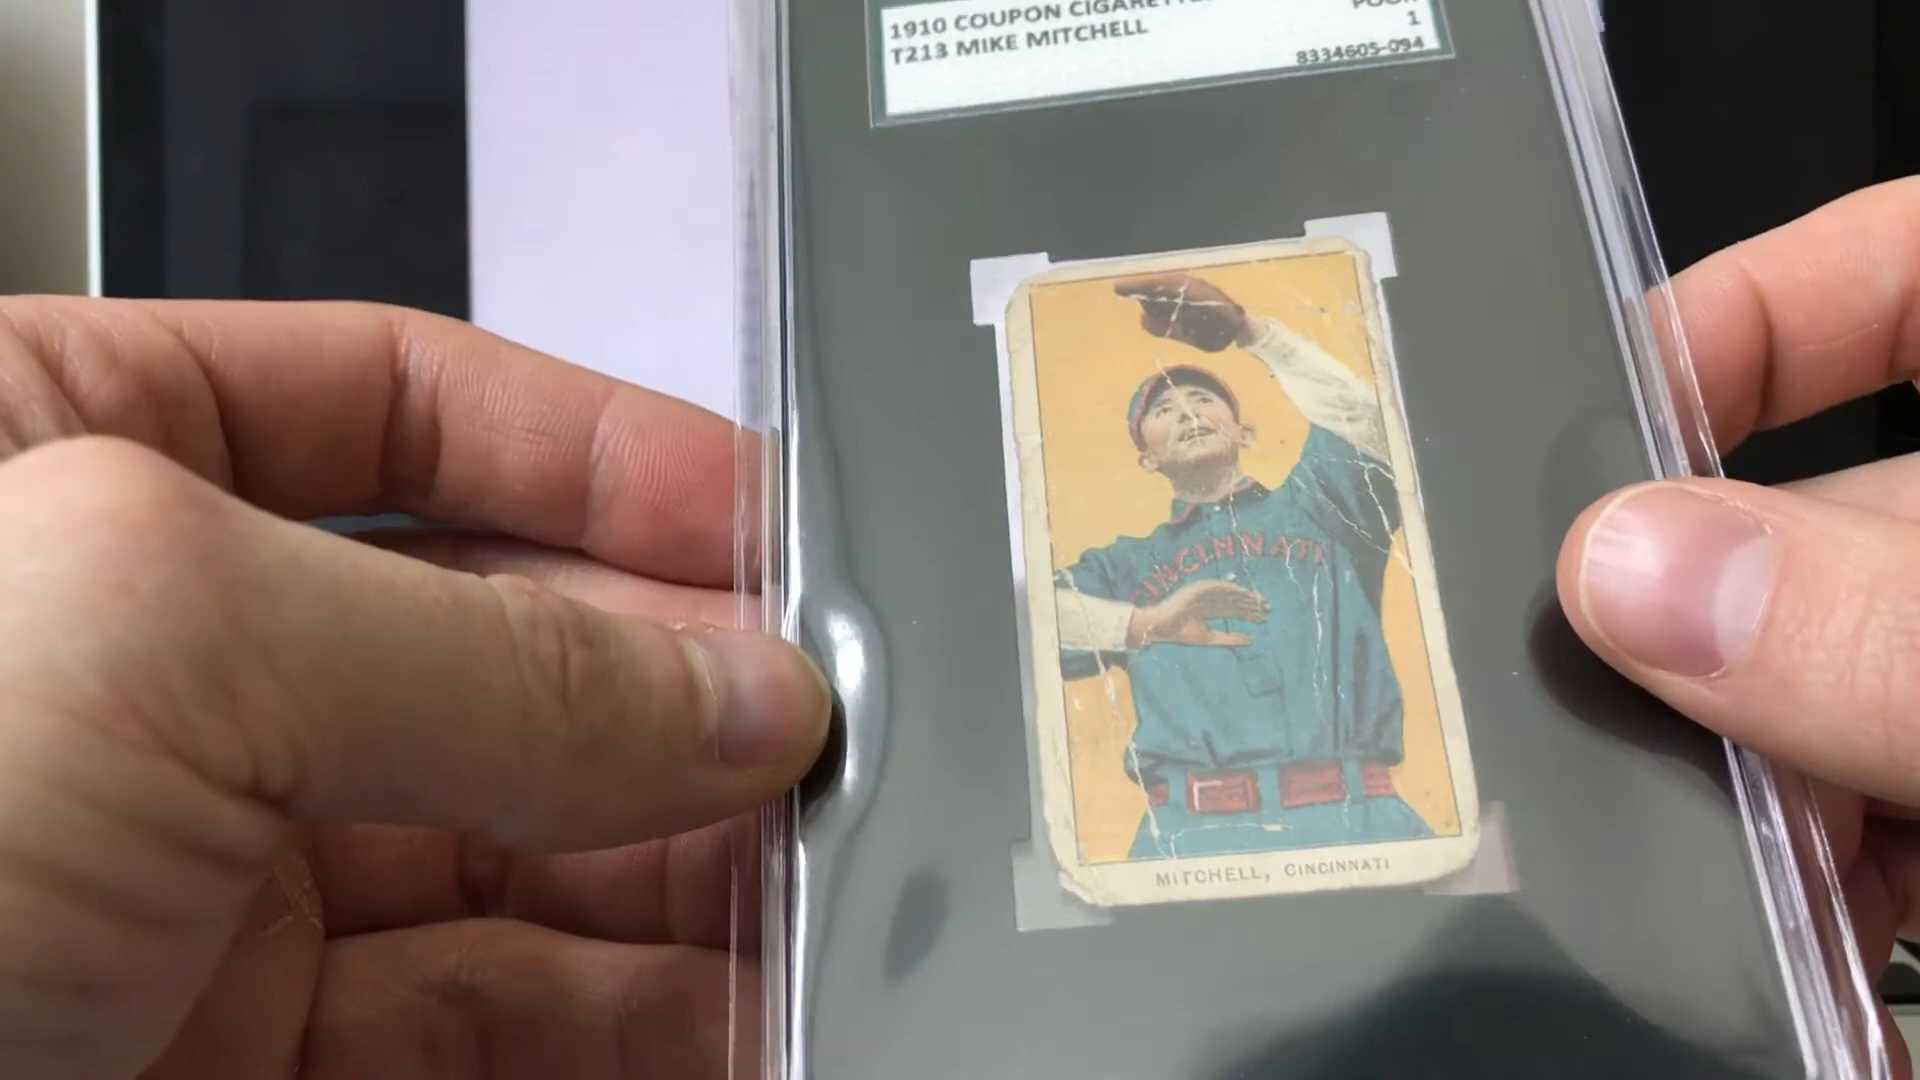 1910 COUPON CIGARETTE
POOR
T213 MIKE MITCHELL
1
8334605-094
CINCINNATI
MITCHELL, CINCINNATI